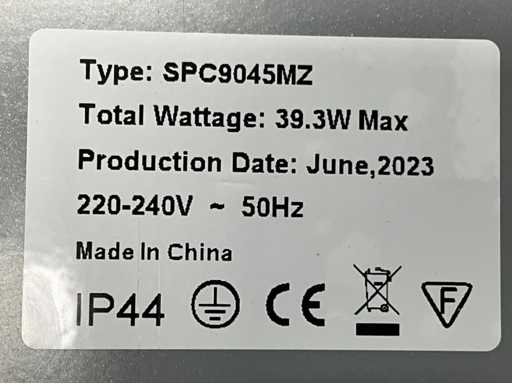 Type: SPC9045MZ
Total Wattage: 39.3W Max
Production Date: June,2023
220-240V ~ 50Hz
Made In China
IP44 CE F